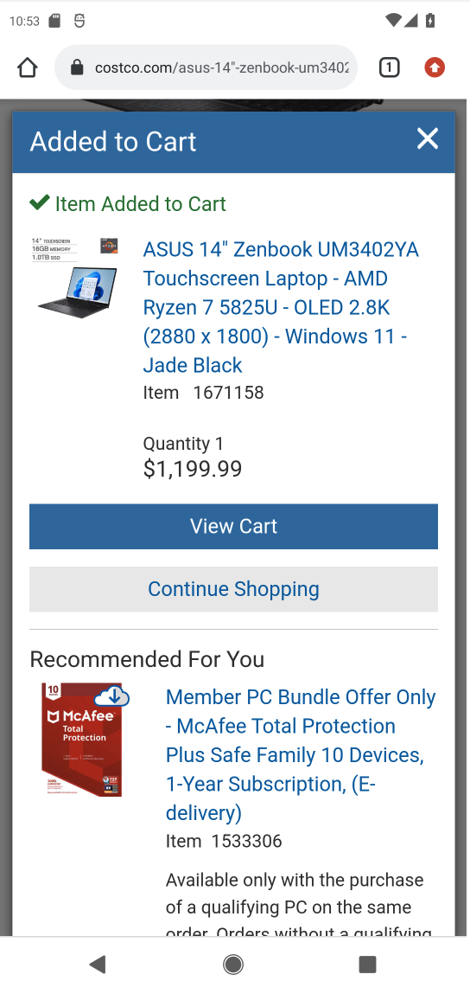 10:53
costco.com/asus-14"-zenbook-um3402
1
Added to Cart
Item Added to Cart
14" TOUCHSCREEN
16GB MEMORY
1.0TB SSD
ASUS 14" Zenbook UM3402YA
Touchscreen Laptop - AMD
Ryzen 7 5825U - OLED 2.8K
(2880 x 1800) - Windows 11 -
Jade Black
Item 1671158
Quantity 1
$1,199.99
View Cart
Continue Shopping
Recommended For You
10
McAfee
Total
Protection
Member PC Bundle Offer Only
- McAfee Total Protection
Plus Safe Family 10 Devices,
1-Year Subscription, (E-
delivery)
Item 1533306
Available only with the purchase
of a qualifying PC on the same
order. Orders without a qualifying